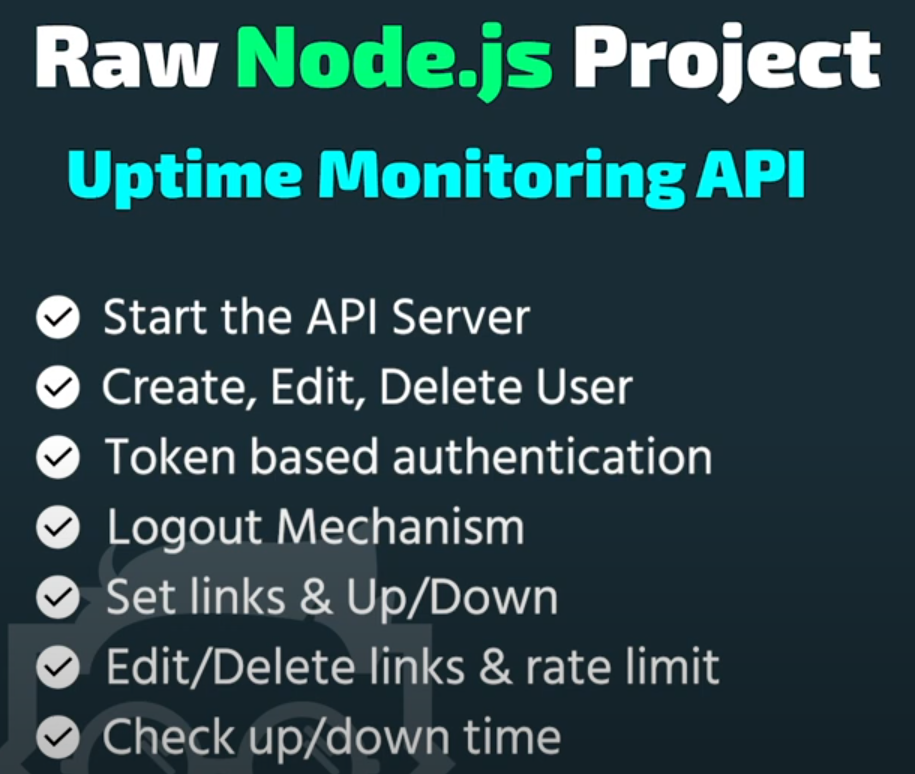 Raw Node.js Project
Uptime Monitoring API
Start the API Server
Create, Edit, Delete User
Token based authentication
Logout Mechanism
Set links & Up/Down
Edit/Delete links & rate limit
Check up/down time